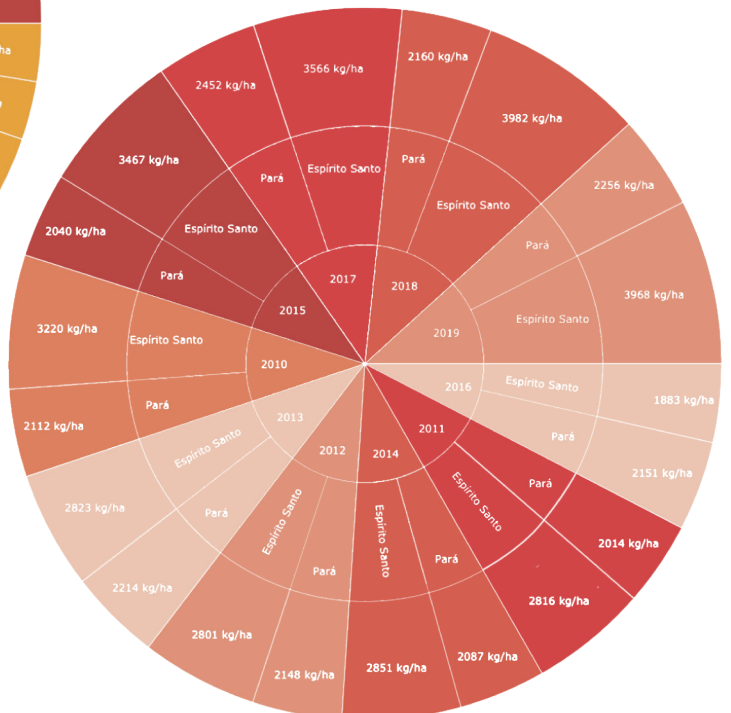 ha
2452 kg/ha
3566 kg/ha
2160 kg/ha
3982 kg/ha
3467 kg/ha
2256 kg/ha
2040 kg/ha
3968 kg/ha
3220 kg/ha
1883 kg/ha
2112 kg/ha
2151 kg/ha
2823 kg/ha
2014 kg/ha
2214 kg/ha
2816 kg/ha
2801 kg/ha
2148 kg/ha
2851 kg/ha
2087 kg/ha
Pará
Espírito Santo
Pará
Espírito Santo
Espírito Santo
Pará
Pará
Espírito Santo
Espírito Santo
Espírito Santo
Pará
Pará
Espírito Santo
Pará
Pará
Espírito Santo
Espírito Santo
Pará
Espírito Santo
Pará
2017
2018
2015
2019
2010
2016
2013
2011
2012
2014